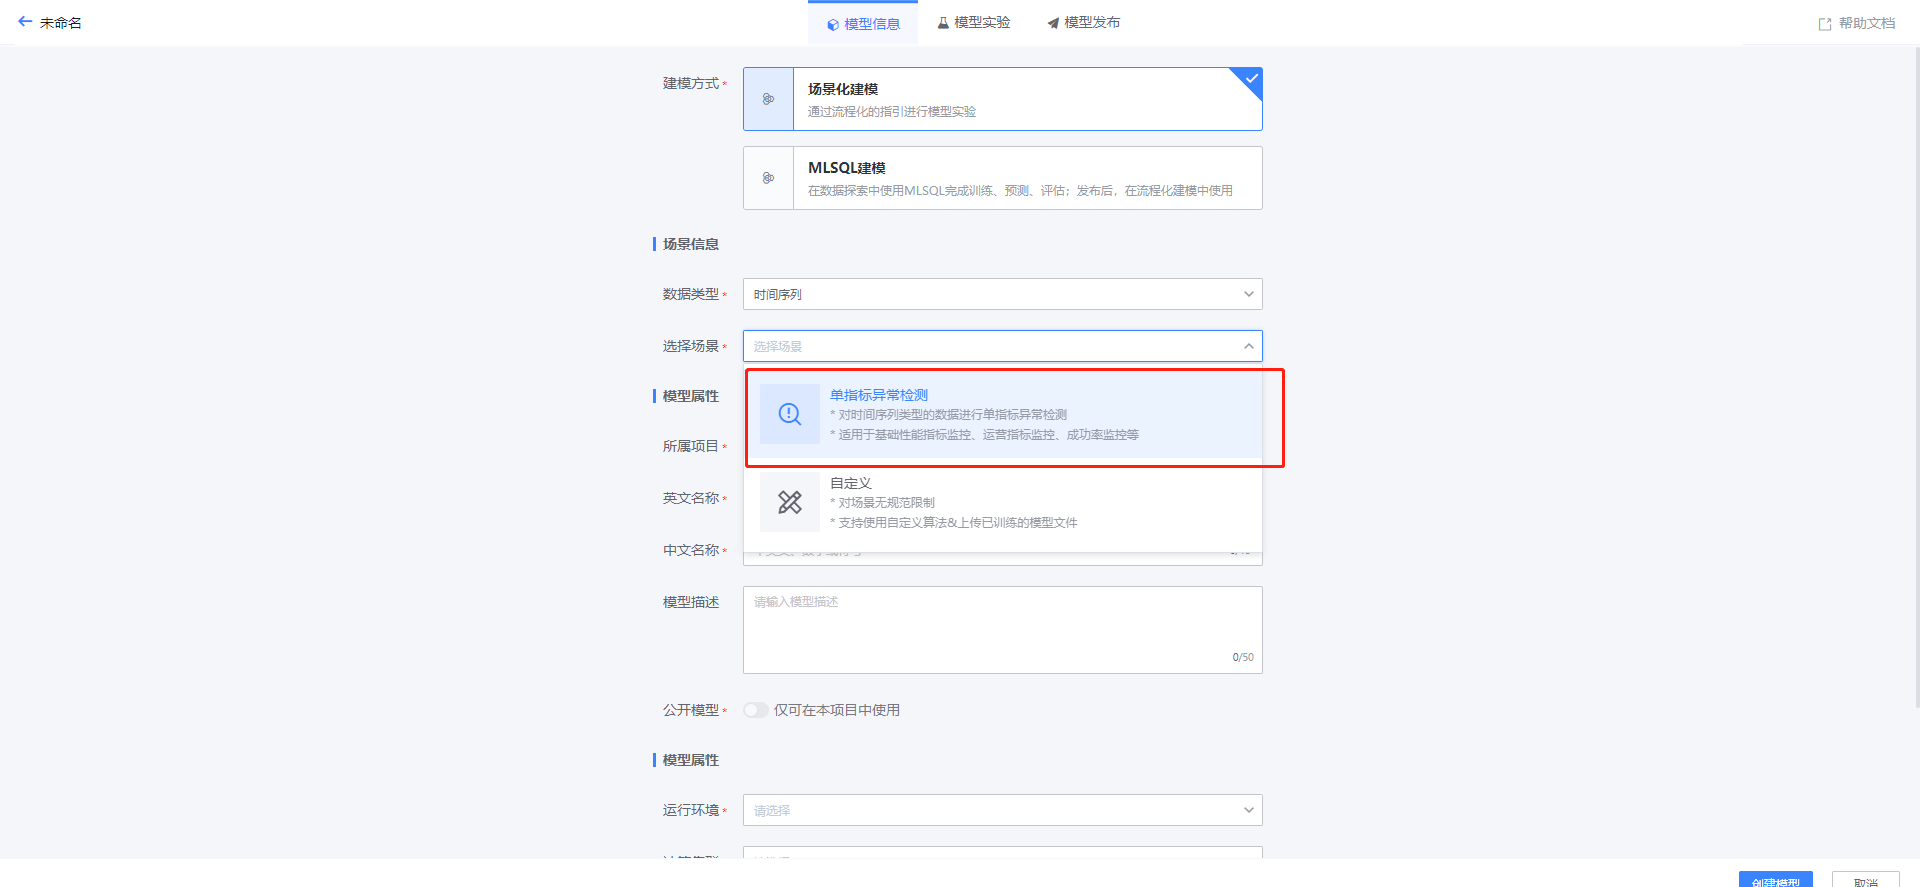 未命名
模型信息
模型实验
模型发布
帮助文档
建模方式*
场景化建模
通过流程化的指引进行模型实验
MLSQL建模
在数据探索中使用MLSQL完成训练、预测、评估；发布后，在流程化建模中使用
场景信息
数据类型*
时间序列
选择场景*
选择场景
单指标异常检测
* 对时间序列类型的数据进行单指标异常检测
* 适用于基础性能指标监控、运营指标监控、成功率监控等
自定义
* 对场景无规范限制
* 支持使用自定义算法&上传已训练的模型文件
模型属性
所属项目*
英文名称*
中文名称*
模型描述
请输入模型描述
0/50
公开模型*
仅可在本项目中使用
模型属性
运行环境*
请选择
创建模型
取消